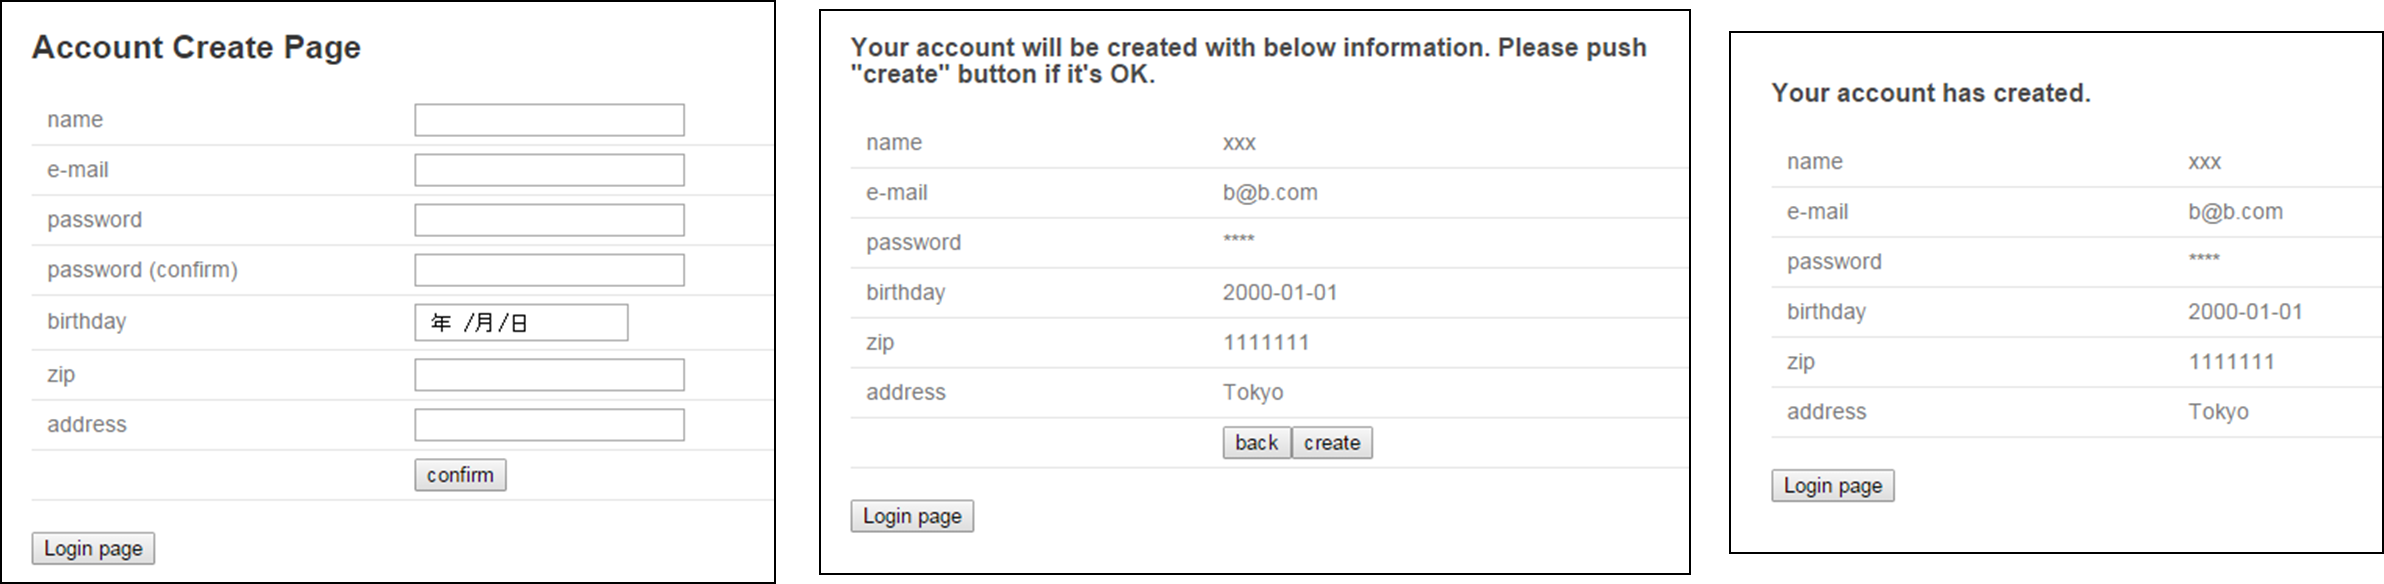 Account Create Page
name
e-mail
password
password (confirm)
birthday 年 /月/日
zip
address
confirm
Login page
Your account will be created with below information. Please push
"create" button if it's OK.
name xxx
e-mail b@b.com
password ****
birthday 2000-01-01
zip 1111111
address Tokyo
back create
Login page
Your account has created.
name xxx
e-mail b@b.com
password ****
birthday 2000-01-01
zip 1111111
address Tokyo
Login page